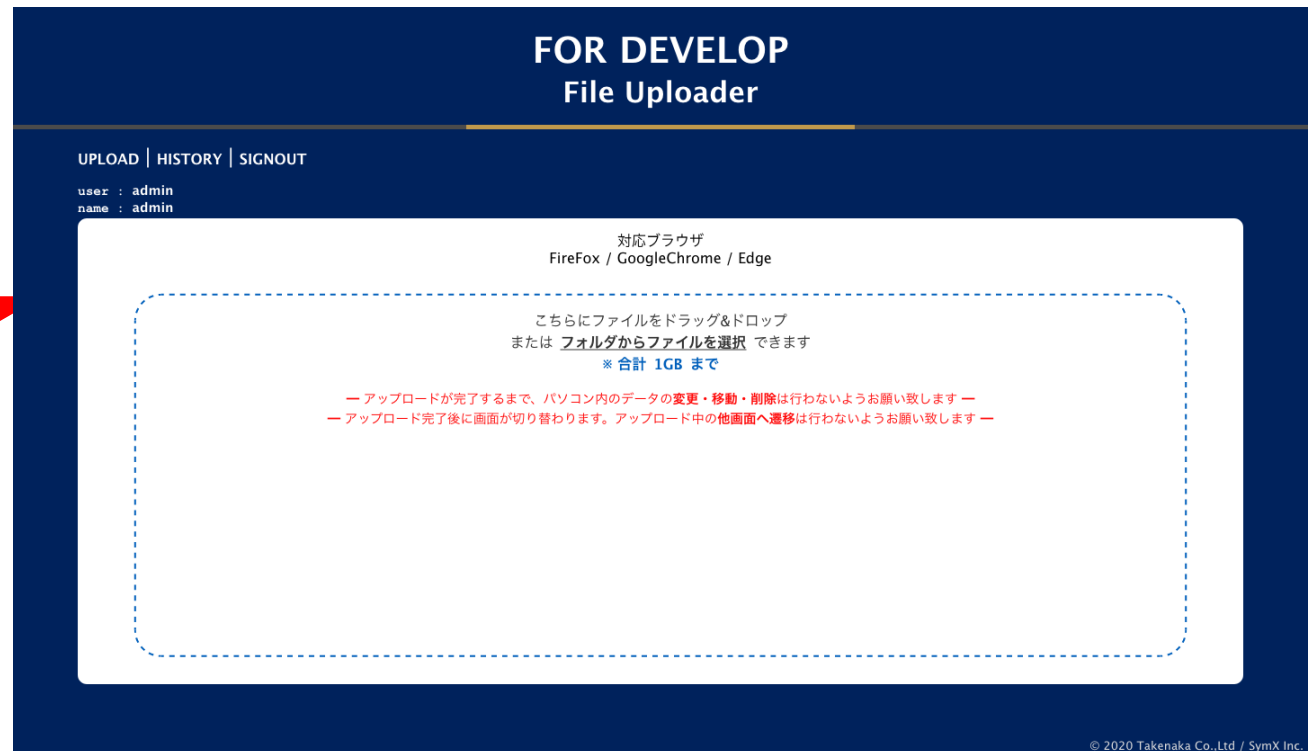 FOR DEVELOP
File Uploader
UPLOAD | HISTORY | SIGNOUT
user : admin
name : admin
対応ブラウザ
FireFox / GoogleChrome / Edge
こちらにファイルをドラッグ&ドロップ
または フォルダからファイルを選択 できます
※ 合計 1GB まで
ー アップロードが完了するまで、パソコン内のデータの変更・移動・削除は行わないようお願い致します ー
ー アップロード完了後に画面が切り替わります。アップロード中の他画面へ遷移は行わないようお願い致します ー
© 2020 Takenaka Co.,Ltd / SymX Inc.